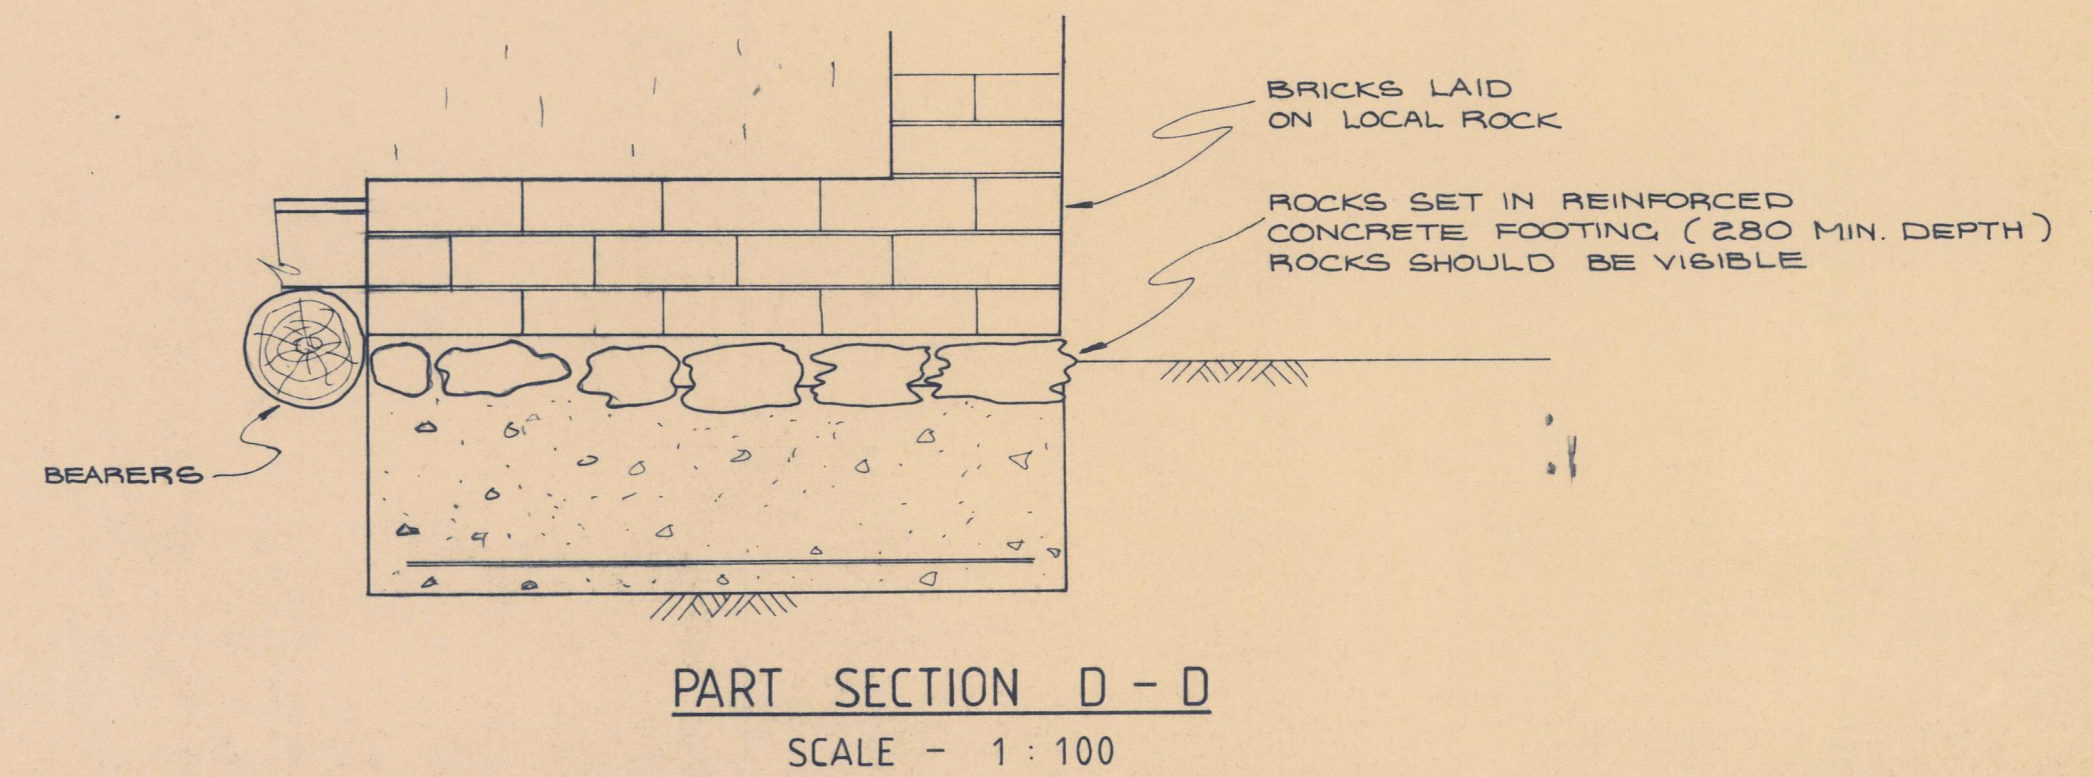 BRICKS LAID
ON LOCAL ROCK
ROCKS SET IN REINFORCED
CONCRETE FOOTING (280 MIN. DEPTH)
ROCKS SHOULD BE VISIBLE
BEARERS
PART SECTION D - D
SCALE - 1 : 100